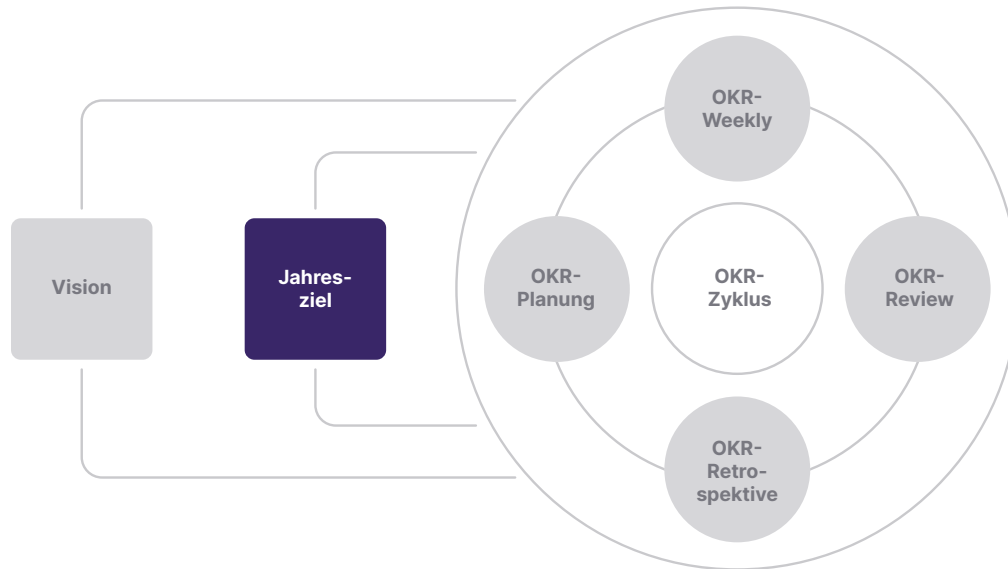 Vision
Jahres-
ziel
OKR-
Weekly
OKR-
Planung
OKR-
Zyklus
OKR-
Review
OKR-
Retro-
spektive